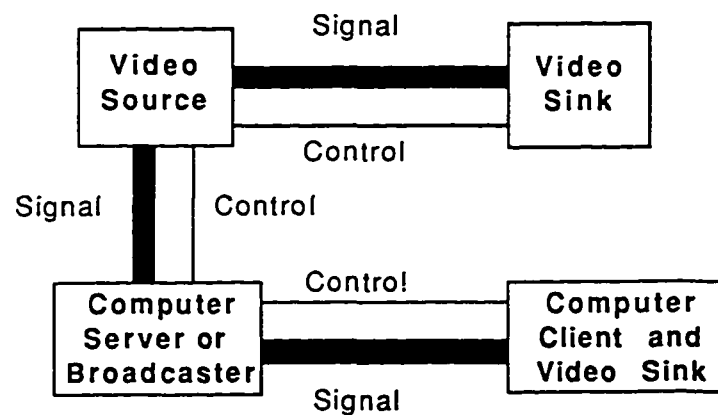 Signal
Video
Source
Video
Sink
Control
Signal
Control
Control
Computer
Server or
Broadcaster
Computer
Client and
Video Sink
Signal